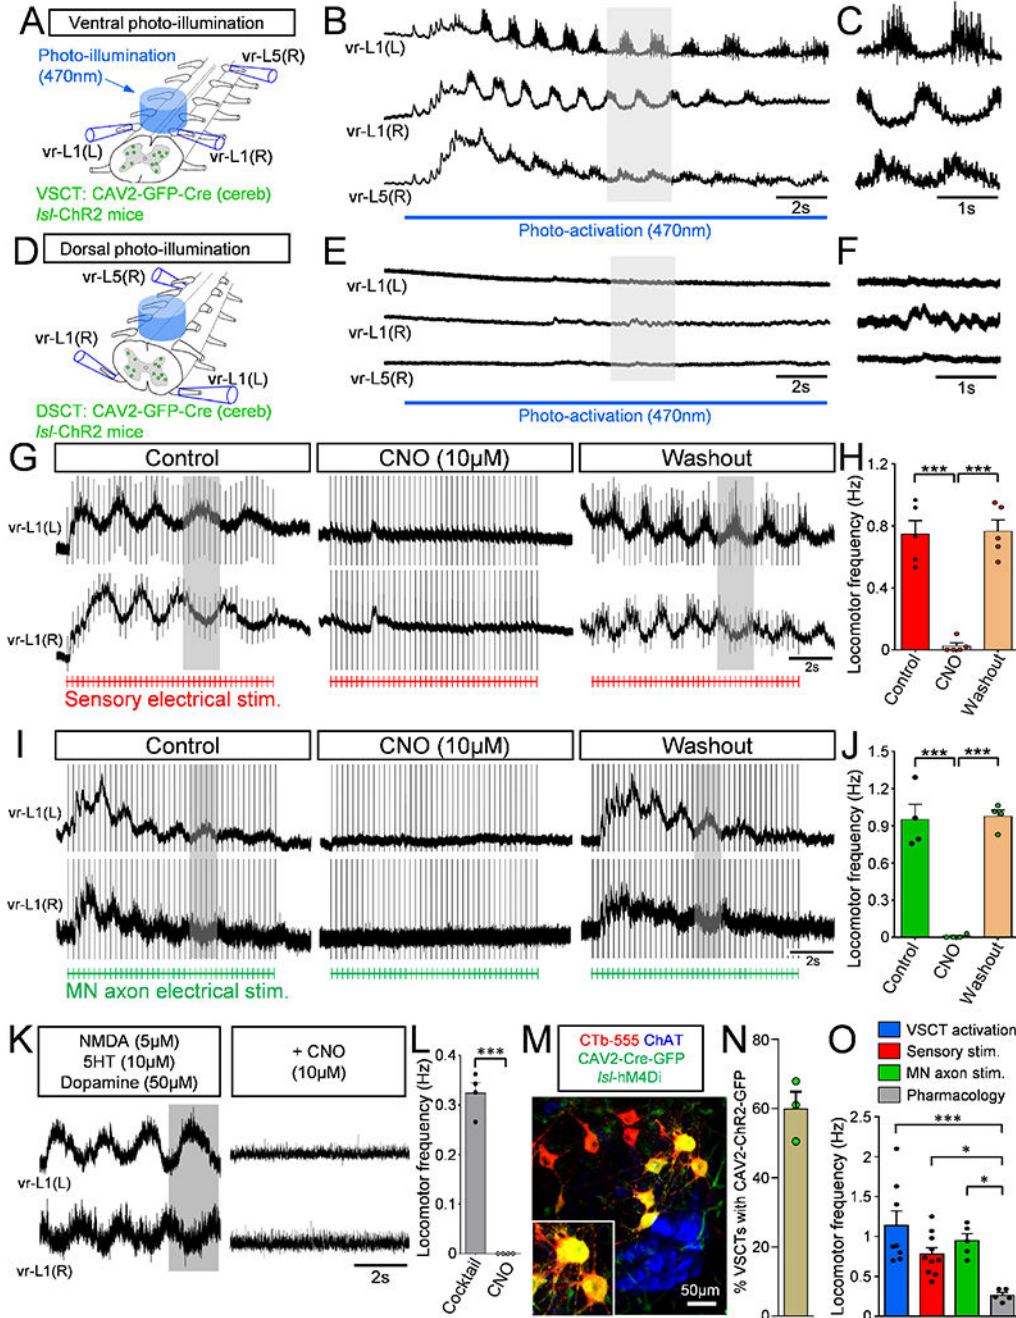 A
Ventral photo-illumination
Photo-illumination
(470nm)
vr-L5(R)
vr-L1(L)
vr-L1(R)
VSCT: CAV2-GFP-Cre (cereb)
lsl-ChR2 mice
B
vr-L1(L)
vr-L1(R)
vr-L5(R)
2s
Photo-activation (470nm)
C
1s
D
Dorsal photo-illumination
vr-L5(R)
vr-L1(R)
vr-L1(L)
DSCT: CAV2-GFP-Cre (cereb)
lsl-ChR2 mice
E
vr-L1(L)
vr-L1(R)
vr-L5(R)
2s
Photo-activation (470nm)
F
1s
G
Control
CNO (10µM)
Washout
vr-L1(L)
vr-L1(R)
2s
Sensory electrical stim.
H
Locomotor frequency (Hz)
1.2
0.8
0.4
0
*** ***
Control
CNO
Washout
I
Control
CNO (10µM)
Washout
vr-L1(L)
vr-L1(R)
2s
MN axon electrical stim.
J
Locomotor frequency (Hz)
1.5
1.2
0.9
0.6
0.3
0
*** ***
Control
CNO
Washout
K
NMDA (5µM)
5HT (10µM)
Dopamine (50µM)
+ CNO
(10µM)
vr-L1(L)
vr-L1(R)
2s
L
Locomotor frequency (Hz)
0.4
0.3
0.2
0.1
0
***
Cocktail
CNO
M
CTb-555 ChAT
CAV2-Cre-GFP
lsl-hM4Di
50µm
N
% VSCTs with CAV2-ChR2-GFP
80
60
40
20
0
O
VSCT activation
Sensory stim.
MN axon stim.
Pharmacology
Locomotor frequency (Hz)
2.5
2
1.5
1
0.5
0
***
*
*